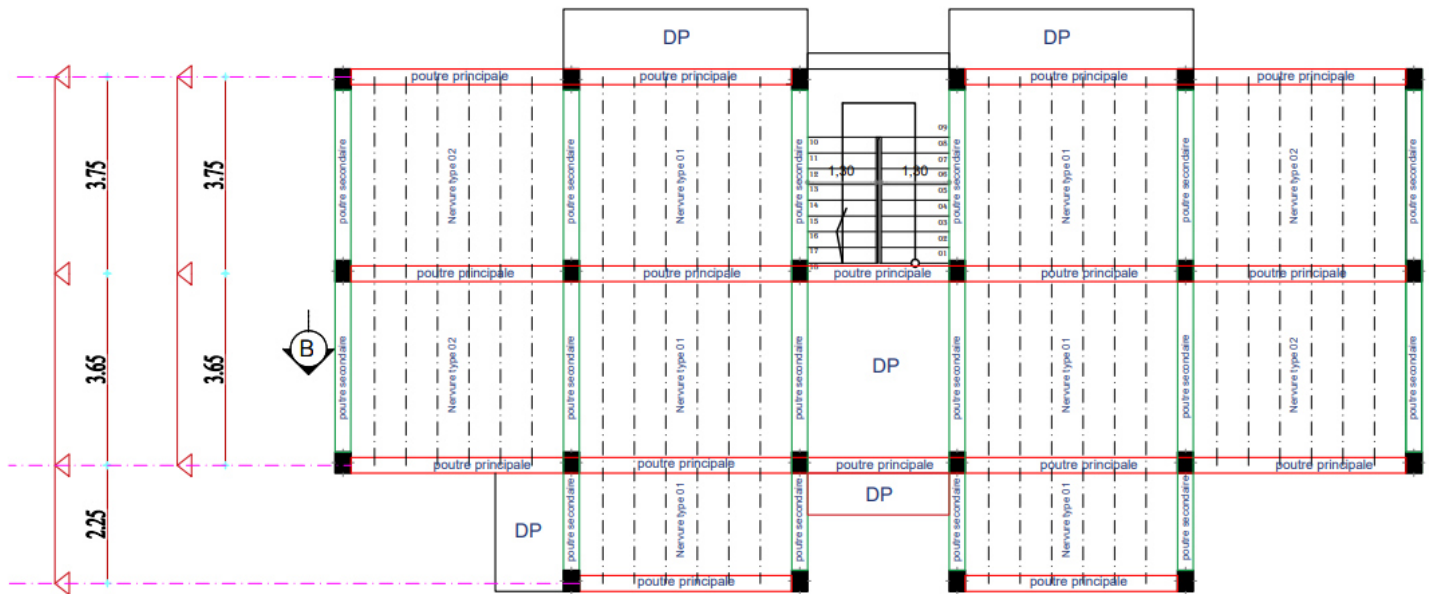 DP
DP
poutre principale
poutre principale
poutre principale
poutre principale
3.75
3.75
poutre secondaire
Nervure type 02
poutre secondaire
Nervure type 01
poutre secondaire
10
11
12
13
14
15
16
17
18
1,30
1,30
09
08
07
06
05
04
03
02
01
poutre secondaire
Nervure type 01
poutre secondaire
Nervure type 02
poutre secondaire
poutre principale
poutre principale
poutre principale
poutre principale
poutre principale
3.65
3.65
B
poutre secondaire
Nervure type 02
poutre secondaire
Nervure type 01
poutre secondaire
DP
poutre secondaire
Nervure type 01
poutre secondaire
Nervure type 02
poutre secondaire
poutre principale
poutre principale
poutre principale
poutre principale
poutre principale
2.25
DP
poutre secondaire
Nervure type 01
poutre secondaire
DP
poutre secondaire
Nervure type 01
poutre secondaire
poutre principale
poutre principale